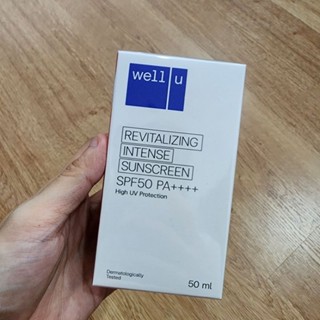 well u
REVITALIZING
INTENSE
SUNSCREEN
SPF50 PA++++
High UV Protection
Dermatologically
Tested
50 ml